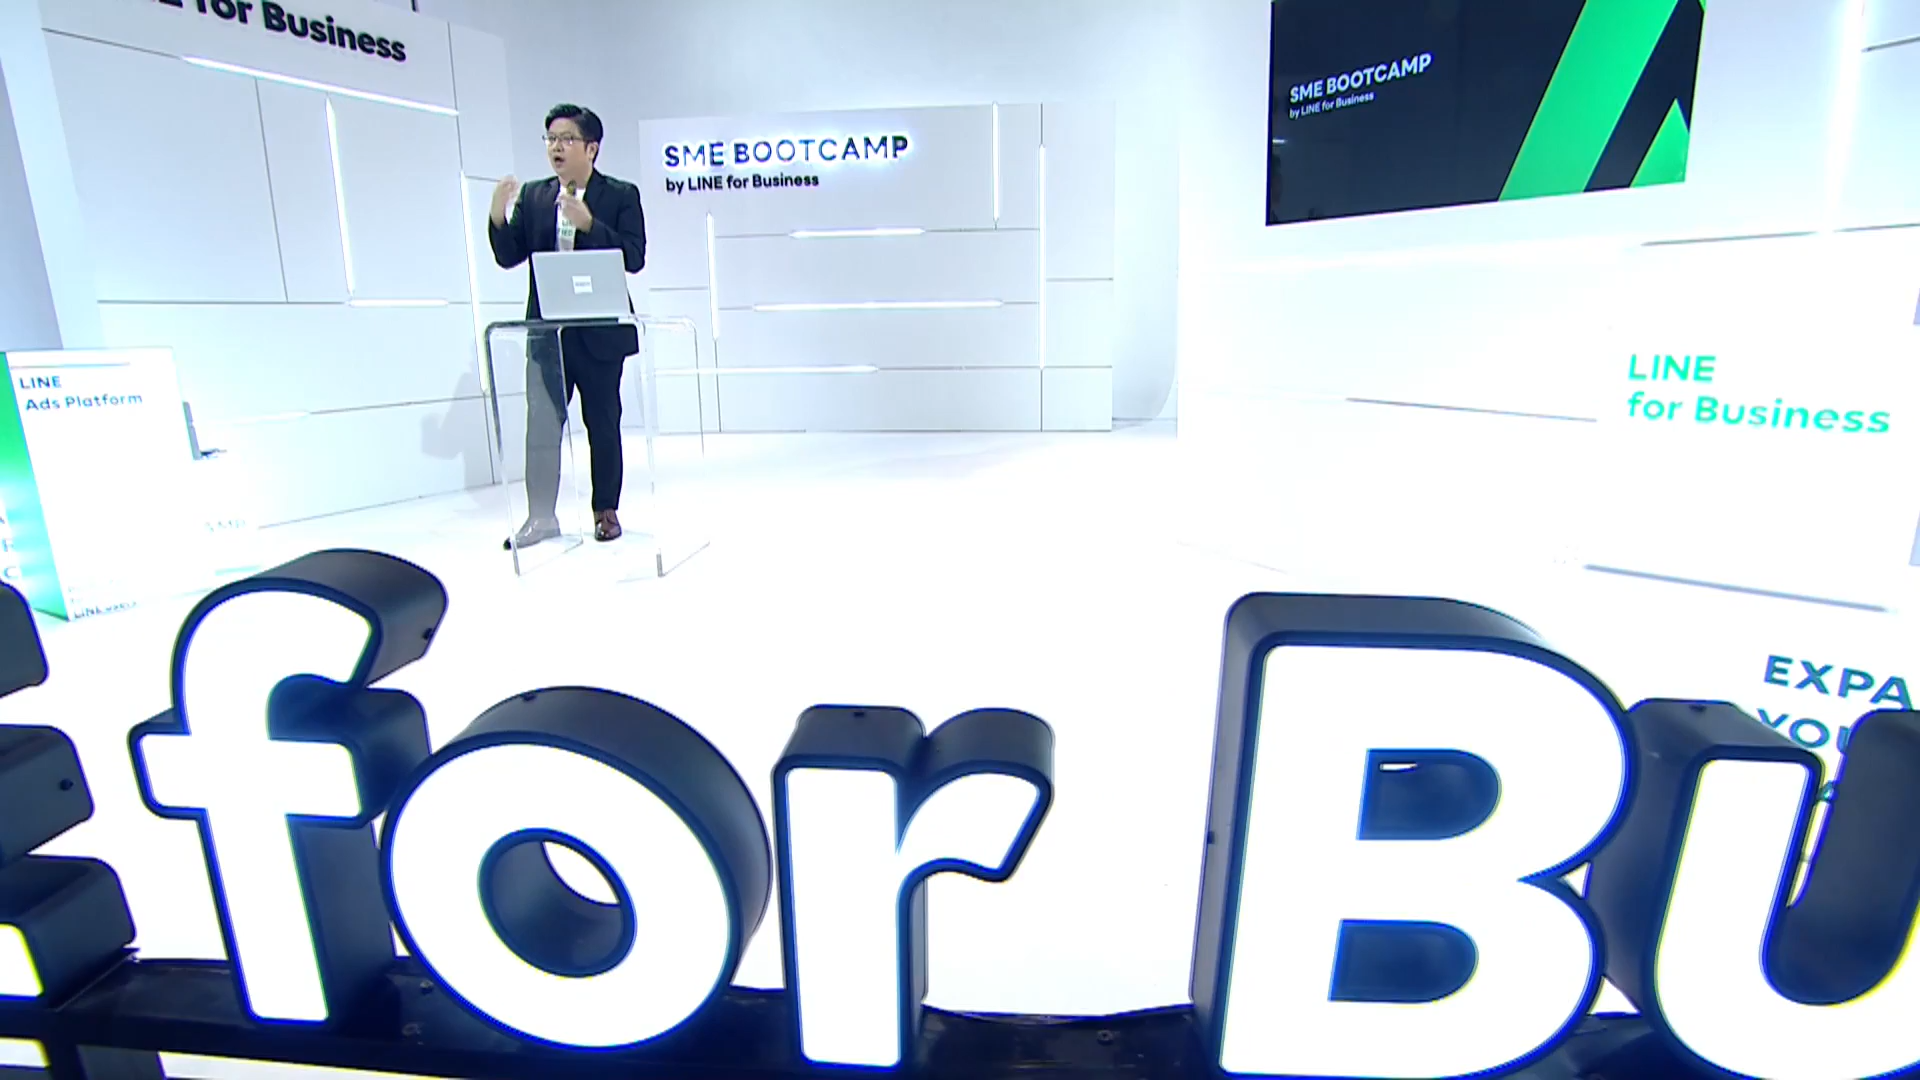 for Business
SME BOOTCAMP
by LINE for Business
SME BOOTCAMP
by LINE for Business
LINE
Ads Platform
LINE
for Business
EXPA
YOU
for Bu